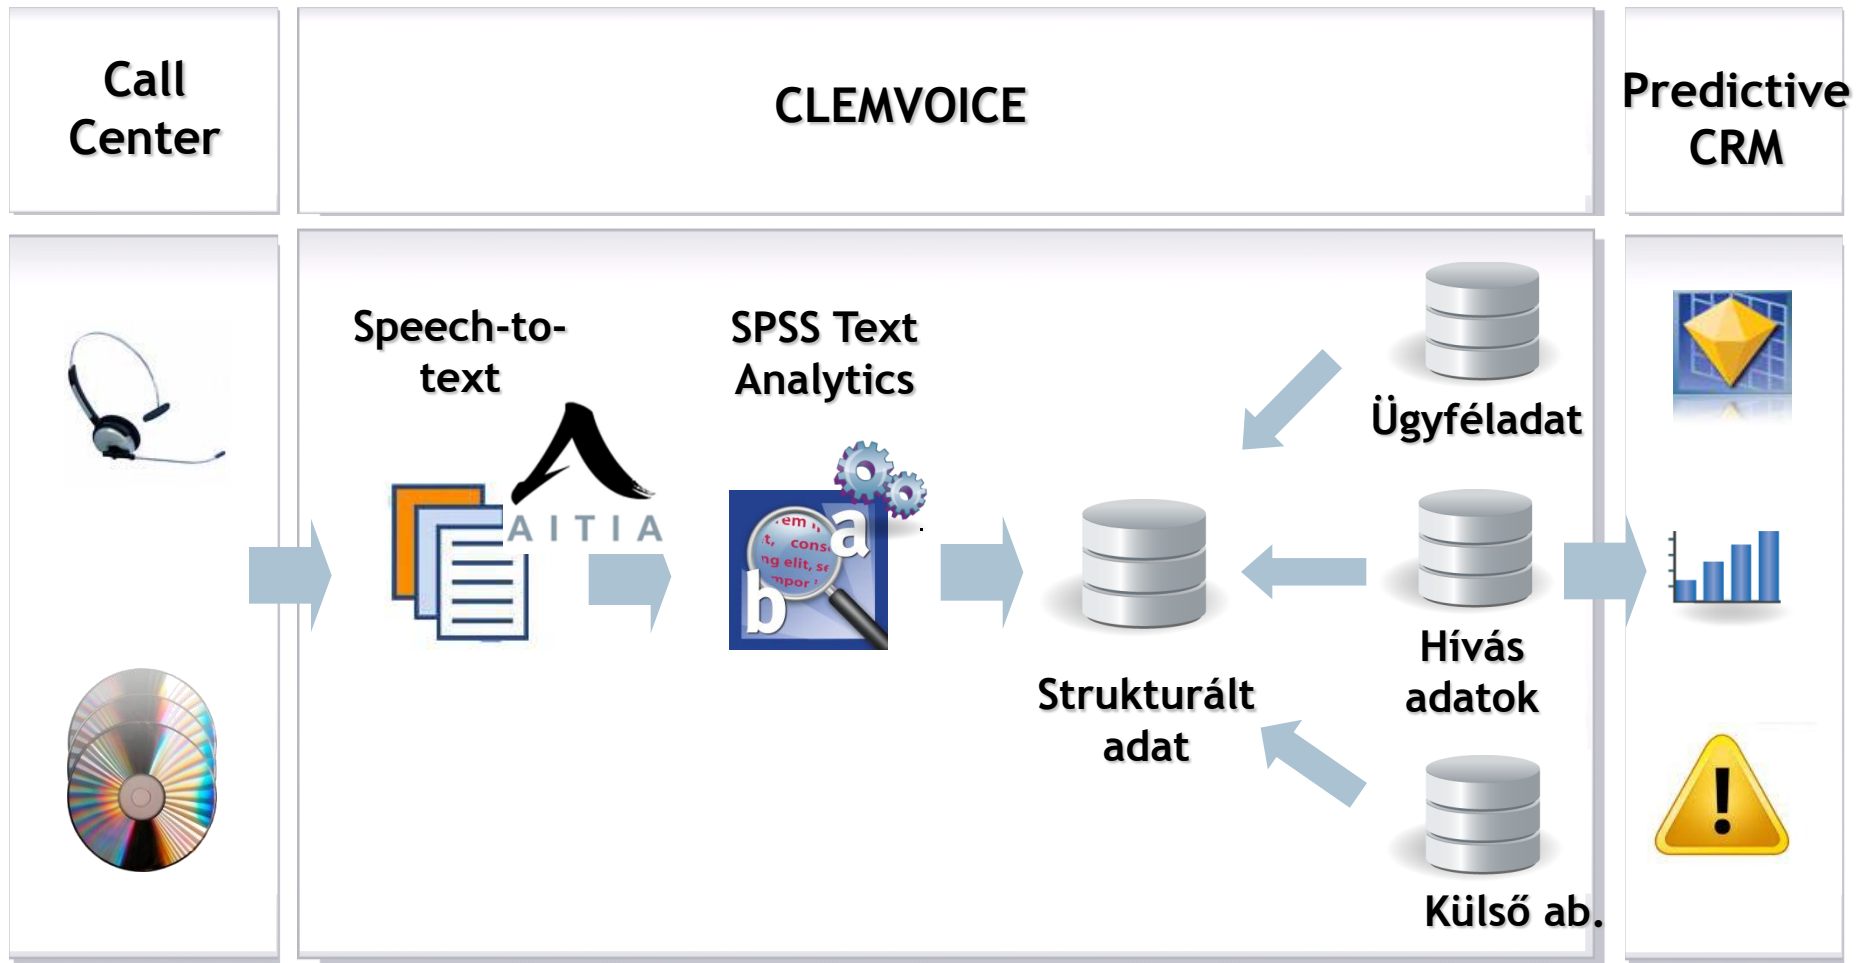 Call
Center
CLEMVOICE
Predictive
CRM
Speech-to-
text
AITIA
SPSS Text
Analytics
a
b
Strukturált
adat
Ügyféladat
Hívás
adatok
Külső ab.